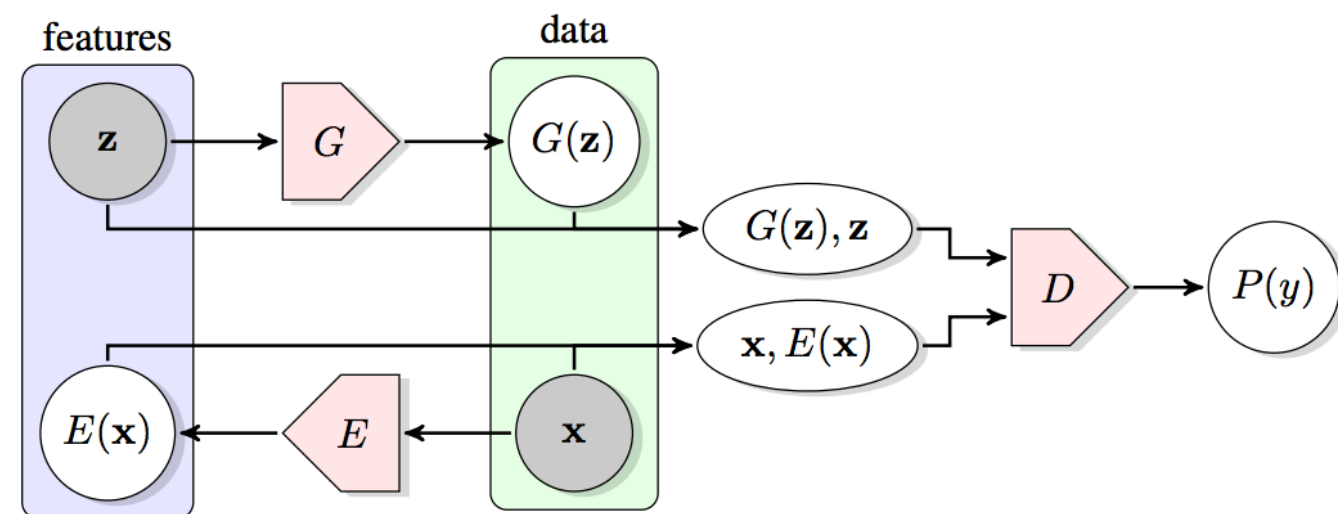 features
data
z
G
G(z)
G(z), z
D
P(y)
x, E(x)
E(x)
E
x